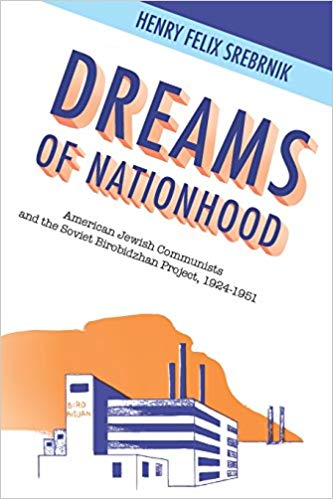 HENRY FELIX SREBRNIK
DREAMS
OF NATIONHOOD
American Jewish Communists
and the Soviet Birobidzhan Project, 1924-1951
BIRO
BIDJAN